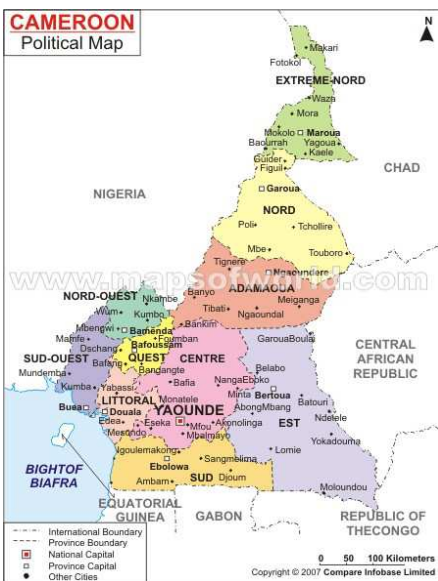 CAMEROON
Political Map
N
Makari
Fotokol
EXTREME-NORD
Waza
Mora
Mokolo
Maroua
Baourrah
Yagoua
Kaele
Guider
Figuil
CHAD
NIGERIA
Garoua
NORD
Poli
Tchollire
Mbe
Touboro
Tignere
Ngaoundere
www.mapsofworld.com
ADAMAOUA
NORD-OUEST
Nkambe
Banyo
Meiganga
Wum
Kumbo
Tibati
Ngaoundal
Mbengwi
Bamenda
Bankim
Mamfe
Foumban
GarouaBoulai
CENTRAL
AFRICAN
REPUBLIC
Dschang
Bafoussam
SUD-OUEST
Bafang
OUEST
CENTRE
Belabo
Mundemba
Bangangte
Bafia
NangaEboko
Kumba
Yabassi
Minta
Bertoua
Batouri
LITTORAL
Monatele
AbongMbang
Buea
Douala
YAOUNDE
Ndelele
Edea
Eseka
Mfou
Akonolinga
EST
Yokadouma
Mbalmayo
Ngoulemakong
Lomie
BIGHTOF
BIAFRA
Sangmelima
Ebolowa
Djoum
Ambam
SUD
Moloundou
EQUATORIAL
GUINEA
GABON
REPUBLIC OF
THECONGO
International Boundary
Province Boundary
National Capital
Province Capital
Other Cities
0 50 100 Kilometers
Copyright © 2007 Compare Infobase Limited